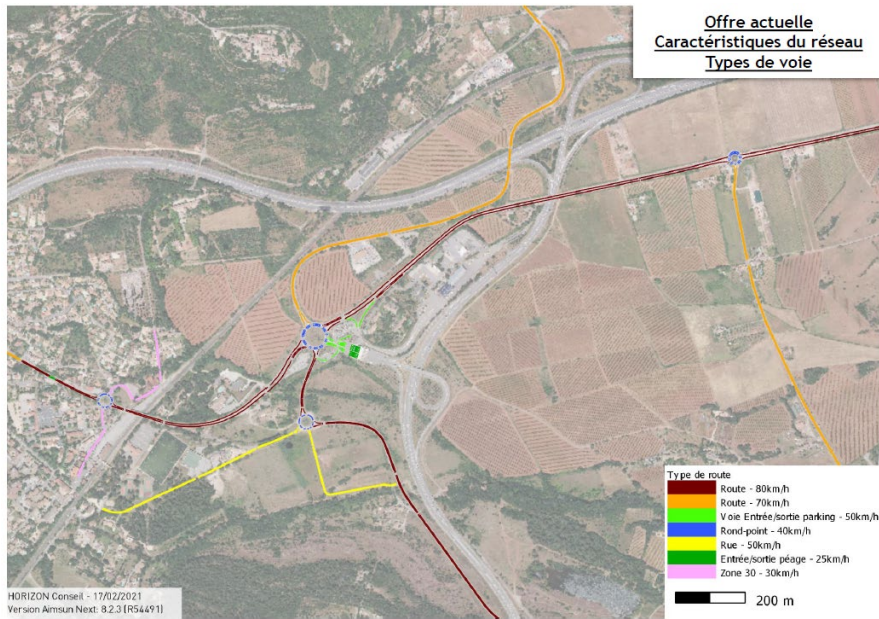 Offre actuelle
Caractéristiques du réseau
Types de voie
Type de route
Route - 80km/h
Route - 70km/h
Voie Entrée/sortie parking - 50km/h
Rond-point - 40km/h
Rue - 50km/h
Entrée/sortie péage - 25km/h
Zone 30 - 30km/h
200 m
HORIZON Conseil - 17/02/2021
Version Aimsun Next: 8.2.3 (R54491)